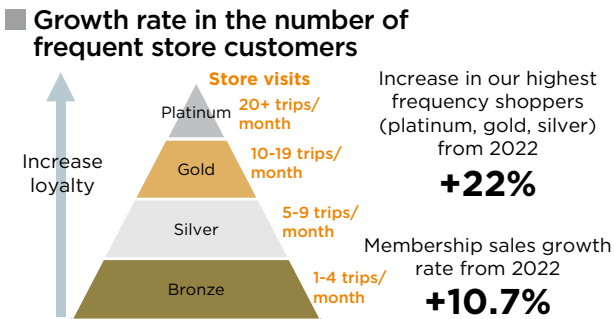 Growth rate in the number of
frequent store customers
Store visits
Platinum
20+ trips/
month
Gold
10-19 trips/
month
Silver
5-9 trips/
month
Bronze
1-4 trips/
month
Increase
loyalty
Increase in our highest
frequency shoppers
(platinum, gold, silver)
from 2022
+22%
Membership sales growth
rate from 2022
+10.7%